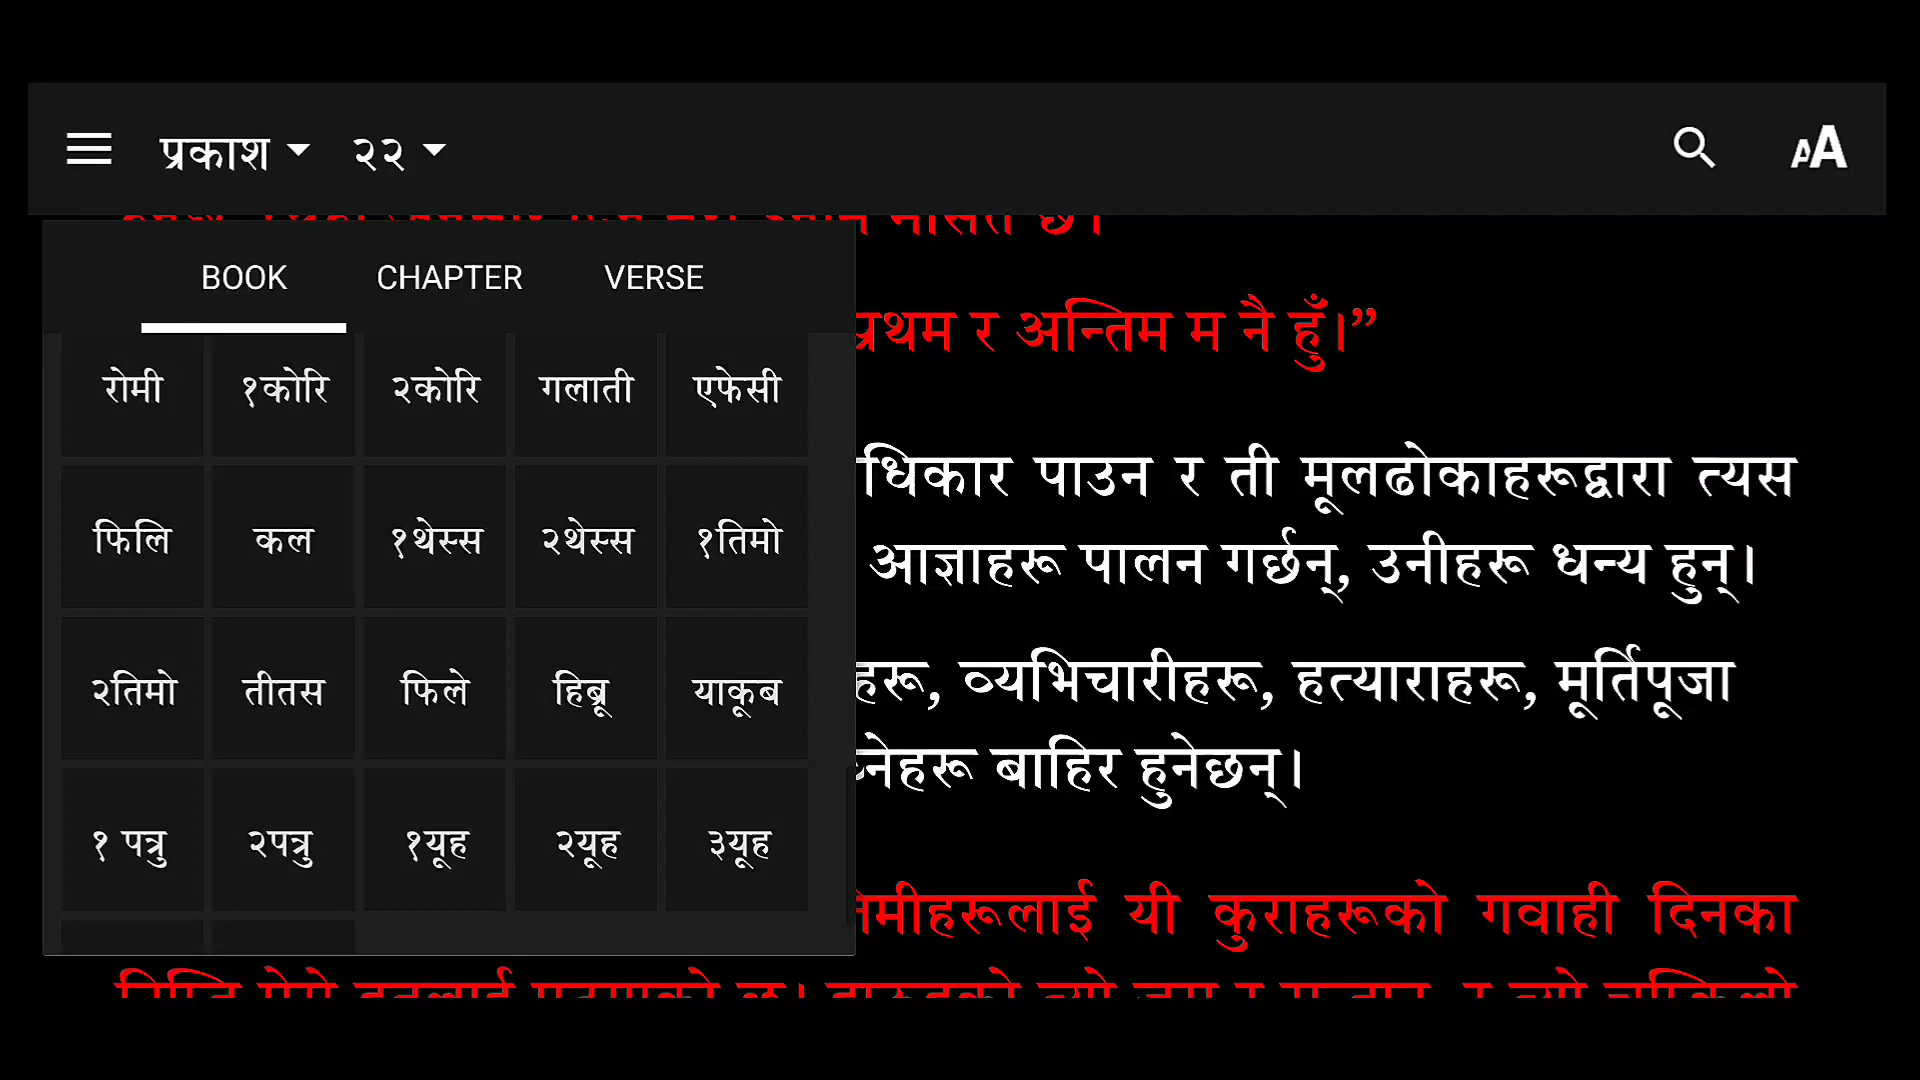 प्रकाश २२
BOOK CHAPTER VERSE
रोमी १कोरि २कोरि गलाती एफेसी
फिलि कल १थेस्स २थेस्स १तिमो
२तिमो तीतस फिले हिब्रू याकूब
१ पत्रु २पत्रु १यूह २यूह ३यूह
छ।
प्रथम र अन्तिम म नै हुँ।”
धिकार पाउन र ती मूलढोकाहरूद्वारा त्यस
आज्ञाहरू पालन गर्छन्, उनीहरू धन्य हुन्।
हरू, व्यभिचारीहरू, हत्याराहरू, मूर्तिपूजा
नेहरू बाहिर हुनेछन्।
मीहरूलाई यी कुराहरूको गवाही दिनका